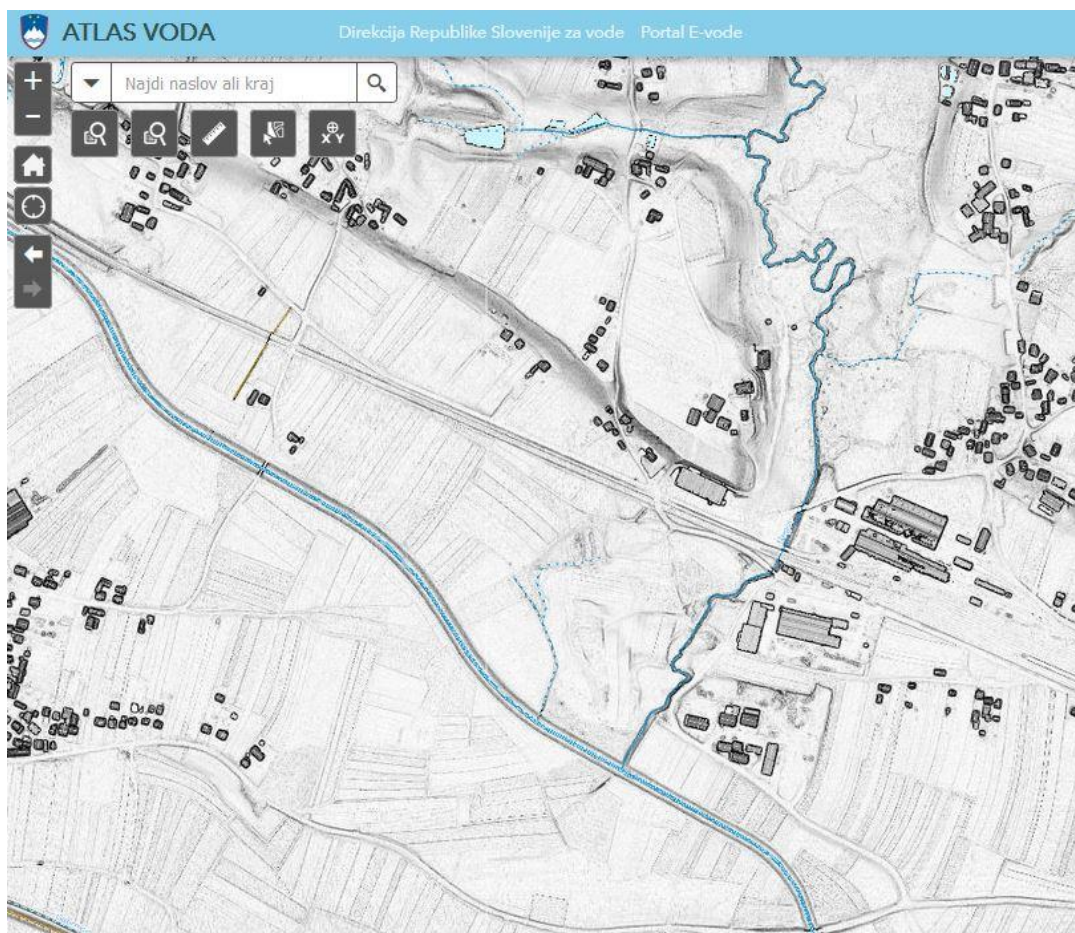 ATLAS VODA
Direkcija Republike Slovenije za vode Portal E-vode
+
Najdi naslov ali kraj
−
X Y